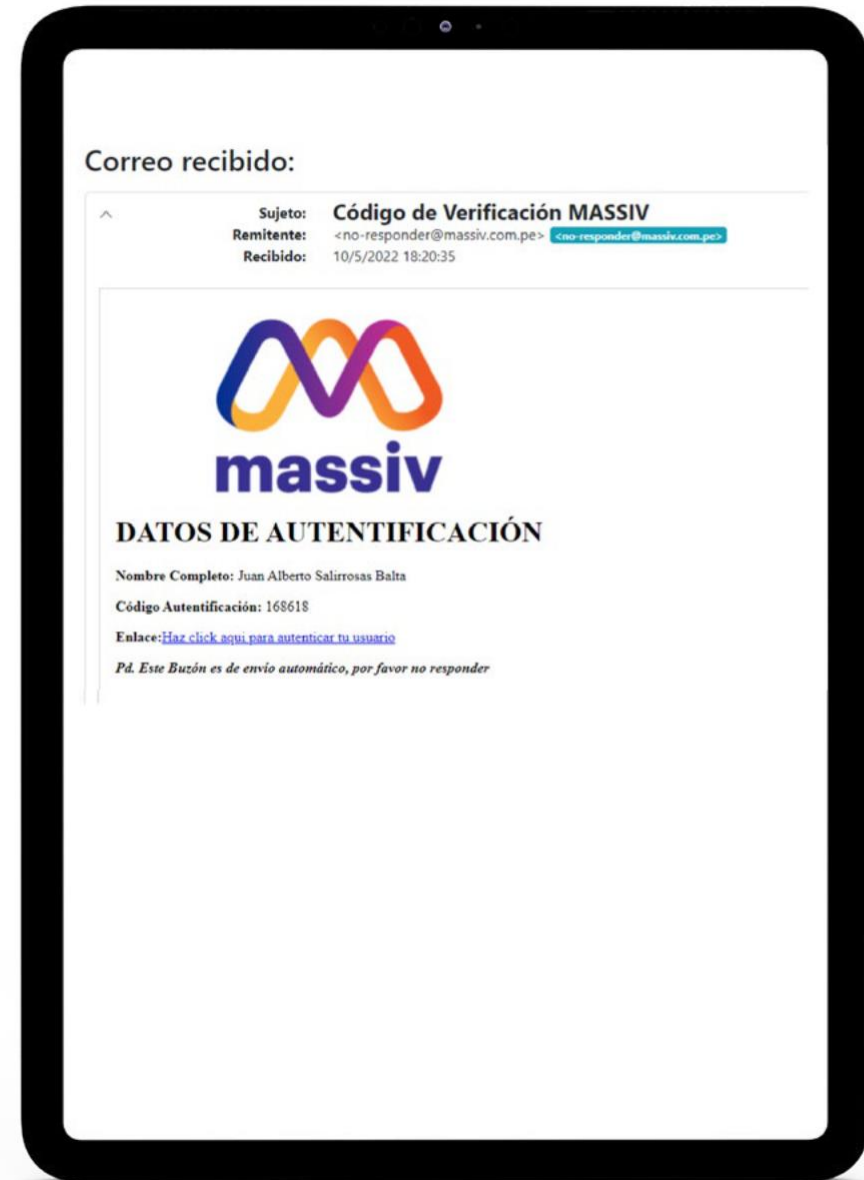 Correo recibido:
Sujeto: Código de Verificación MASSIV
Remitente: <no-responder@massiv.com.pe> <no-responder@massiv.com.pe>
Recibido: 10/5/2022 18:20:35
massiv
DATOS DE AUTENTIFICACIÓN
Nombre Completo: Juan Alberto Salirrosas Balta
Código Autentificación: 168618
Enlace:Haz click aqui para autenticar tu usuario
Pd. Este Buzón es de envío automático, por favor no responder